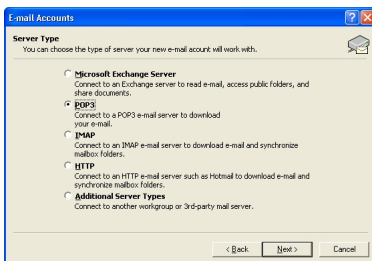 E-mail Accounts
Server Type
You can choose the type of server your new e-mail acount will work with.
Microsoft Exchange Server
Connect to an Exchange server to read e-mail, access public folders, and
share documents.
POP3
Connect to a POP3 e-mail server to download
your e-mail.
IMAP
Connect to an IMAP e-mail server to download e-mail and synchronize
mailbox folders.
HTTP
Connect to an HTTP e-mail server such as Hotmail to download e-mail and
synchronize mailbox folders.
Additional Server Types
Connect to another workgroup or 3rd-party mail server.
< Back Next > Cancel